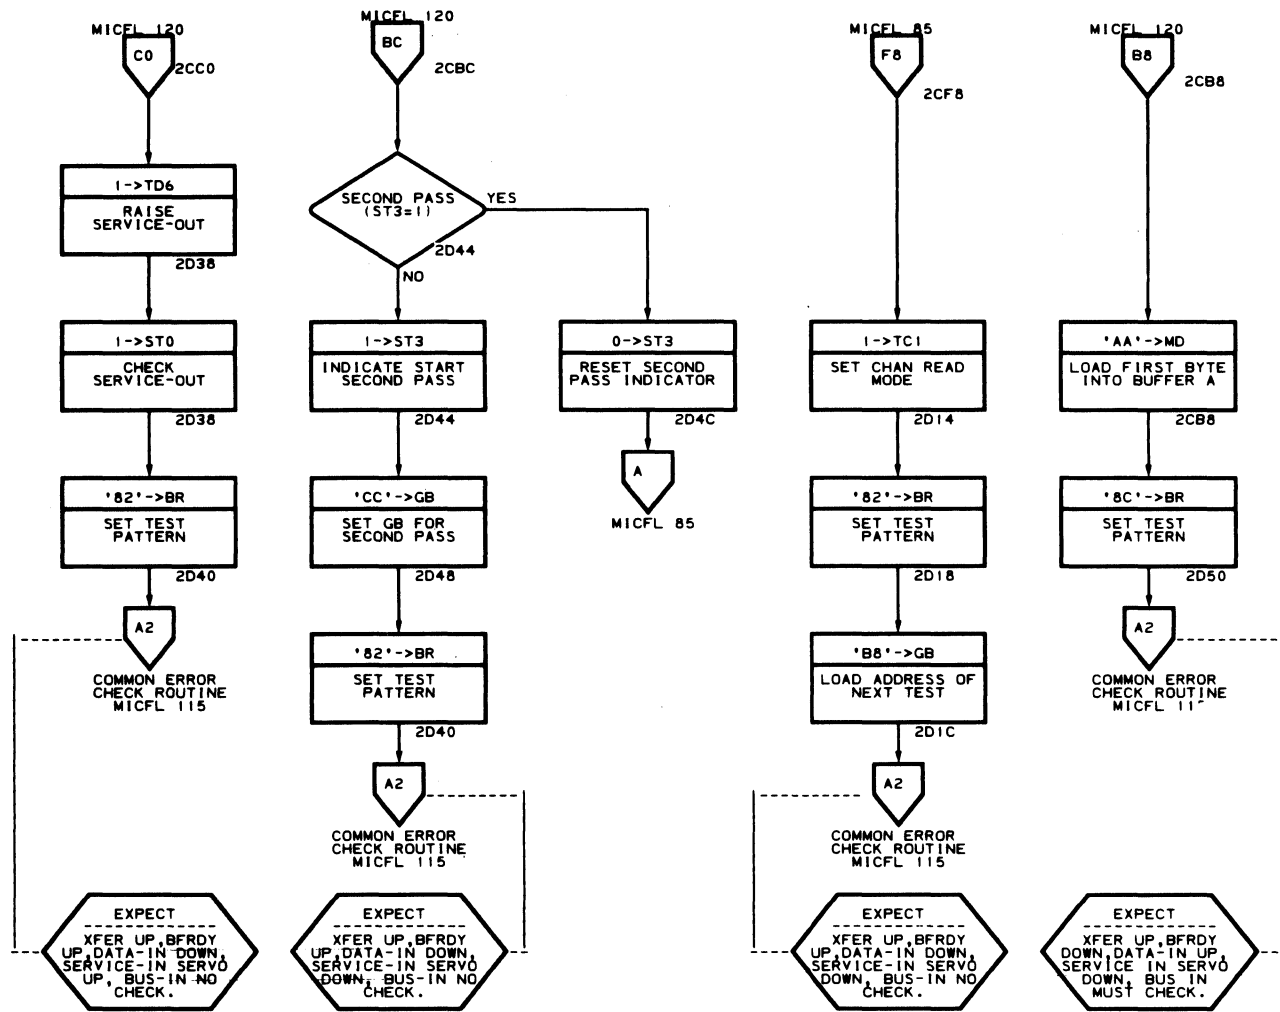 MICFL 120
C0
2CC0
1->TD6
RAISE
SERVICE-OUT
2D38
1->ST0
CHECK
SERVICE-OUT
2D38
'82'->BR
SET TEST
PATTERN
2D40
A2
COMMON ERROR
CHECK ROUTINE
MICFL 115
EXPECT
XFER UP,BFRDY
UP,DATA-IN DOWN,
SERVICE-IN SERVO
UP, BUS-IN NO
CHECK.
MICFL 120
BC
2CBC
SECOND PASS
(ST3=1)
YES
2D44
NO
1->ST3
INDICATE START
SECOND PASS
2D44
'CC'->GB
SET GB FOR
SECOND PASS
2D48
'82'->BR
SET TEST
PATTERN
2D40
A2
COMMON ERROR
CHECK ROUTINE
MICFL 115
EXPECT
XFER UP,BFRDY
UP,DATA-IN DOWN,
SERVICE-IN SERVO
DOWN, BUS-IN NO
CHECK.
0->ST3
RESET SECOND
PASS INDICATOR
2D4C
A
MICFL 85
MICFL 85
F8
2CF8
1->TC1
SET CHAN READ
MODE
2D14
'82'->BR
SET TEST
PATTERN
2D18
'B8'->GB
LOAD ADDRESS OF
NEXT TEST
2D1C
A2
COMMON ERROR
CHECK ROUTINE
MICFL 115
EXPECT
XFER UP,BFRDY
UP,DATA-IN DOWN,
SERVICE-IN SERVO
DOWN, BUS-IN NO
CHECK.
MICFL 120
B8
2CB8
'AA'->MD
LOAD FIRST BYTE
INTO BUFFER A
2CB8
'8C'->BR
SET TEST
PATTERN
2D50
A2
COMMON ERROR
CHECK ROUTINE
MICFL
EXPECT
XFER UP,BFRDY
DOWN,DATA-IN UP,
SERVICE IN SERVO
DOWN, BUS IN
MUST CHECK.